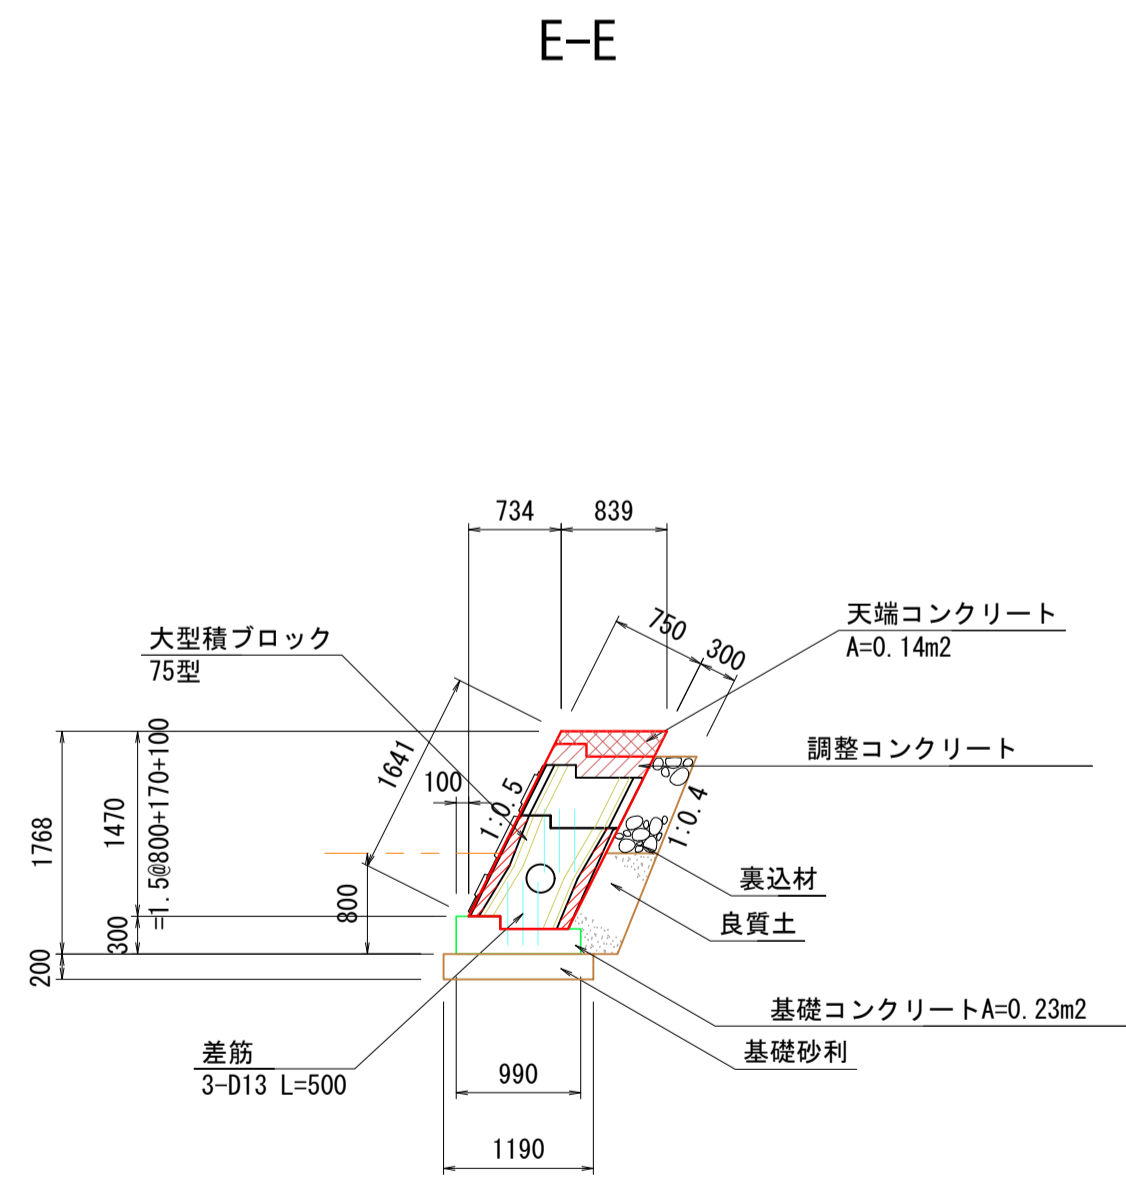 E−E
734
839
750
300
天端コンクリート
A=0.14m2
大型積ブロック
75型
1641
100
1:0.5
調整コンクリート
1:0.4
1768
1470
=1.5@800+170+100
300
200
800
裏込材
良質土
基礎コンクリートA=0.23m2
基礎砂利
差筋
3-D13 L=500
990
1190